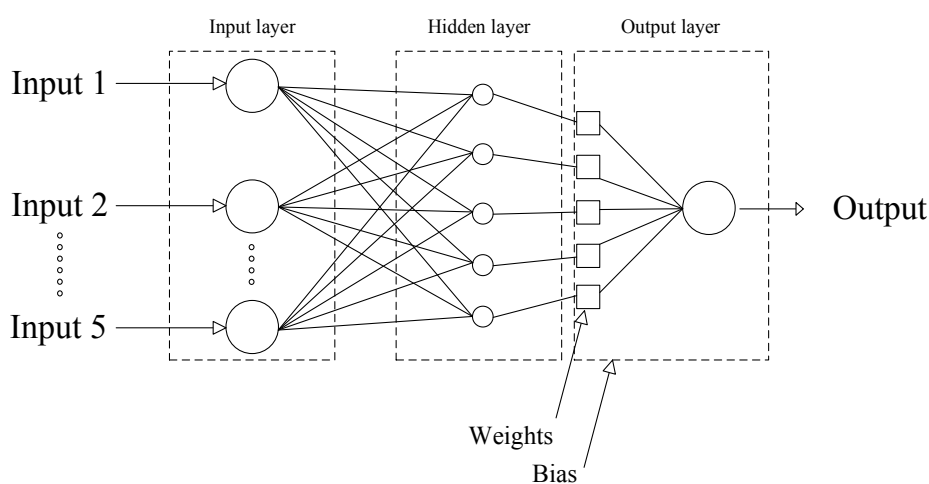 Input layer
Hidden layer
Output layer
Input 1
Input 2
Input 5
Output
Weights
Bias